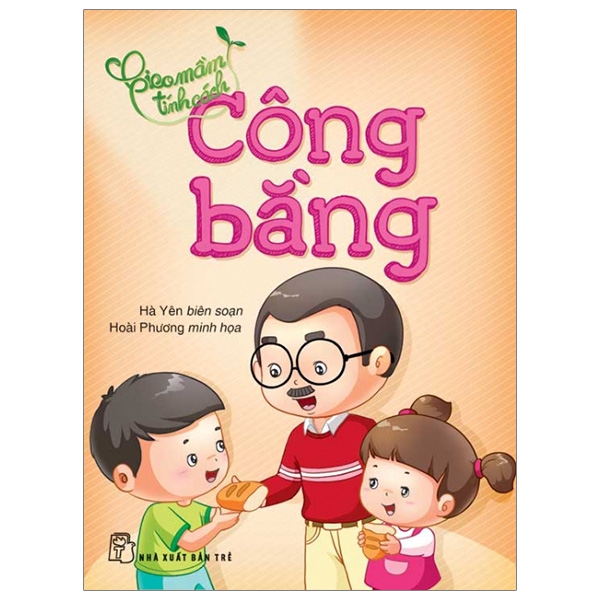 Gieo mầm
tính cách
Công
bằng
Hà Yên biên soạn
Hoài Phương minh họa
NHÀ XUẤT BẢN TRẺ